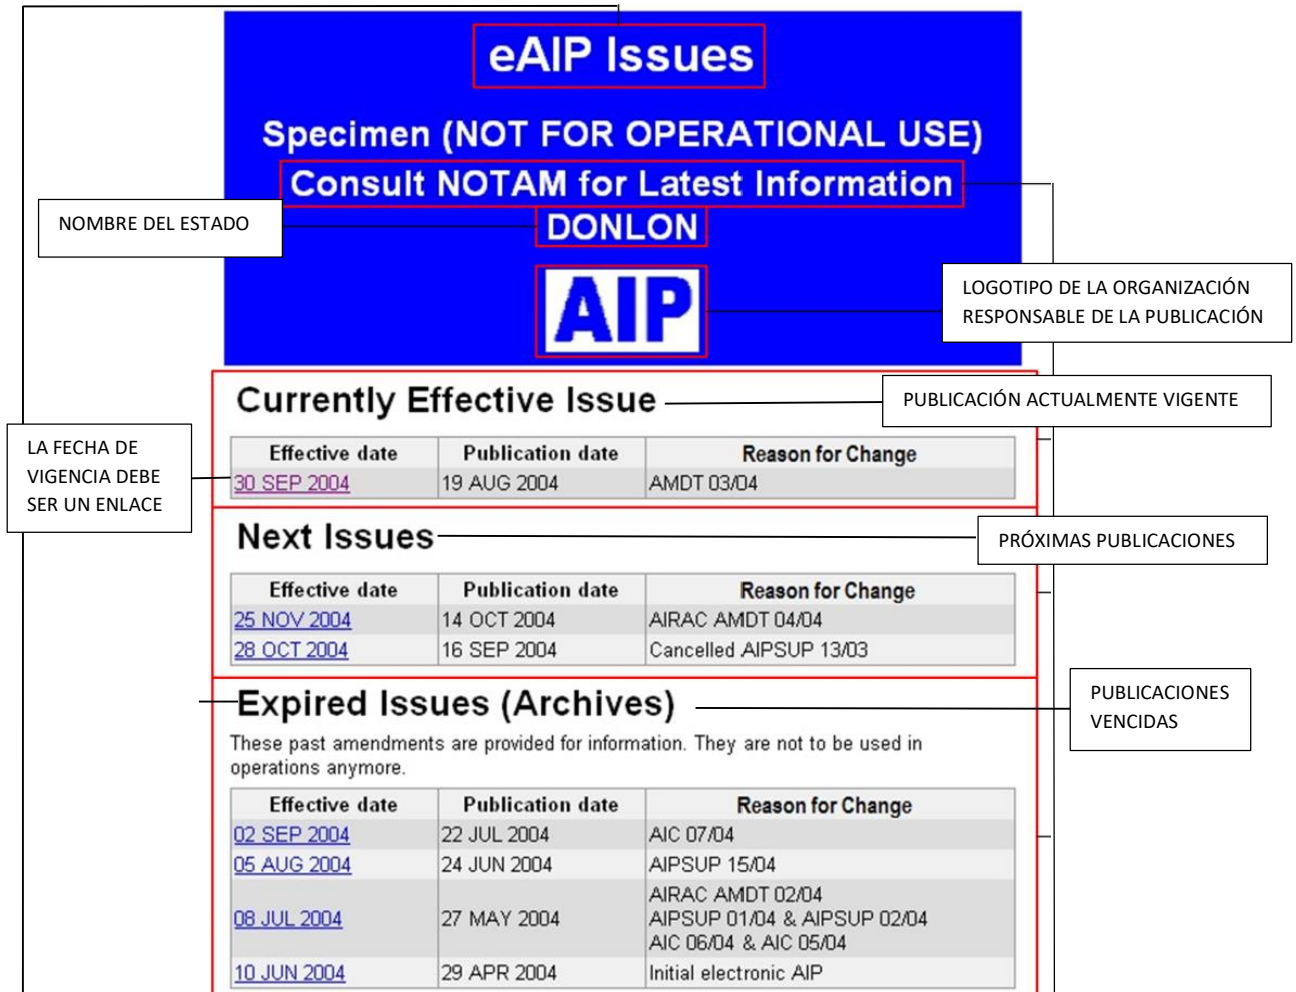 eAIP Issues
Specimen (NOT FOR OPERATIONAL USE)
Consult NOTAM for Latest Information
NOMBRE DEL ESTADO
DONLON
AIP
LOGOTIPO DE LA ORGANIZACIÓN
RESPONSABLE DE LA PUBLICACIÓN
Currently Effective Issue
PUBLICACIÓN ACTUALMENTE VIGENTE
LA FECHA DE
VIGENCIA DEBE
SER UN ENLACE
Effective date Publication date Reason for Change
30 SEP 2004 19 AUG 2004 AMDT 03/04
Next Issues
PRÓXIMAS PUBLICACIONES
Effective date Publication date Reason for Change
25 NOV 2004 14 OCT 2004 AIRAC AMDT 04/04
28 OCT 2004 16 SEP 2004 Cancelled AIPSUP 13/03
Expired Issues (Archives)
PUBLICACIONES
VENCIDAS
These past amendments are provided for information. They are not to be used in
operations anymore.
Effective date Publication date Reason for Change
02 SEP 2004 22 JUL 2004 AIC 07/04
05 AUG 2004 24 JUN 2004 AIPSUP 15/04
08 JUL 2004 27 MAY 2004 AIRAC AMDT 02/04
AIPSUP 01/04 & AIPSUP 02/04
AIC 06/04 & AIC 05/04
10 JUN 2004 29 APR 2004 Initial electronic AIP